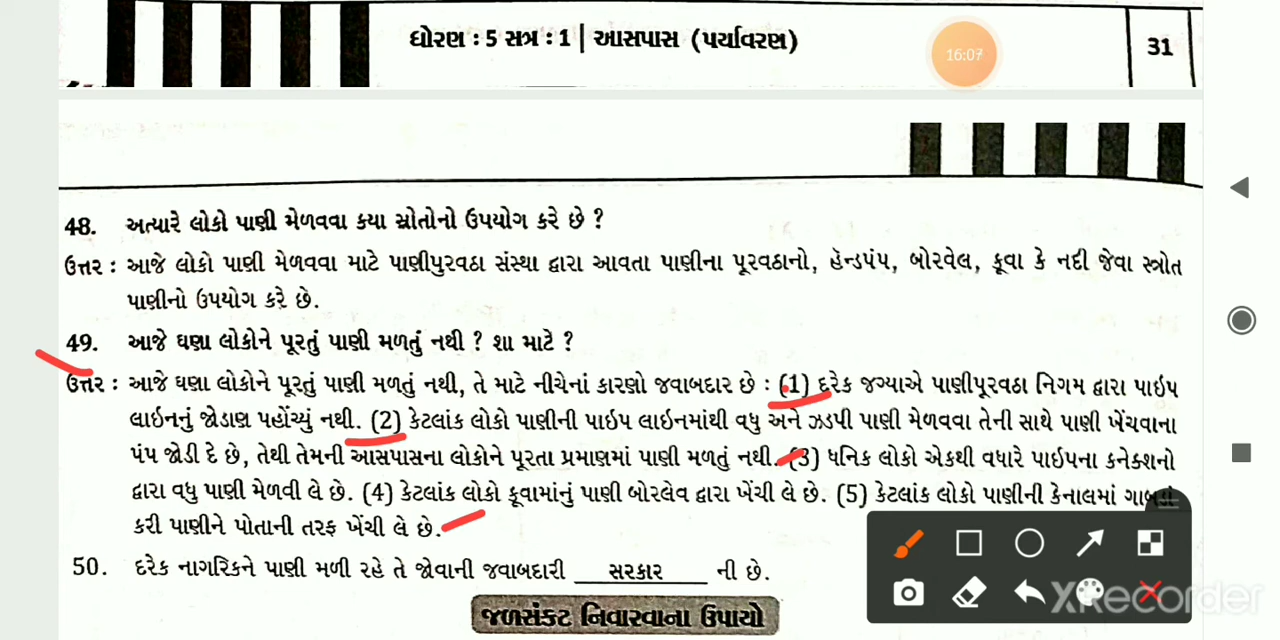 ધોરણ : 5 સત્ર : 1 | આસપાસ (પર્યાવરણ)
31
16:07
48. અત્યારે લોકો પાણી મેળવવા કયા સ્રોતોનો ઉપયોગ કરે છે ?
ઉત્તર : આજે લોકો પાણી મેળવવા માટે પાણીપુરવઠા સંસ્થા દ્વારા આવતા પાણીના પૂરવઠાનો, હૅન્ડપંપ, બોરવેલ, કૂવા કે નદી જેવા સ્ત્રોત
પાણીનો ઉપયોગ કરે છે.
49. આજે ઘણા લોકોને પૂરતું પાણી મળતું નથી ? શા માટે ?
ઉત્તર : આજે ઘણા લોકોને પૂરતું પાણી મળતું નથી, તે માટે નીચેનાં કારણો જવાબદાર છે : (1) દરેક જગ્યાએ પાણીપૂરવઠા નિગમ દ્વારા પાઇપ
લાઇનનું જોડાણ પહોંચ્યું નથી. (2) કેટલાંક લોકો પાણીની પાઇપ લાઇનમાંથી વધુ અને ઝડપી પાણી મેળવવા તેની સાથે પાણી ખેંચવાના
પંપ જોડી દે છે, તેથી તેમની આસપાસના લોકોને પૂરતા પ્રમાણમાં પાણી મળતું નથી. (3) ધનિક લોકો એકથી વધારે પાઇપના કનેક્શનો
દ્વારા વધુ પાણી મેળવી લે છે. (4) કેટલાંક લોકો કૂવામાંનું પાણી બોરલેવ દ્વારા ખેંચી લે છે. (5) કેટલાંક લોકો પાણીની કેનાલમાં
કરી પાણીને પોતાની તરફ ખેંચી લે છે.
50. દરેક નાગરિકને પાણી મળી રહે તે જોવાની જવાબદારી સરકાર ની છે.
જળસંકટ નિવારવાના ઉપાયો
XRecorder